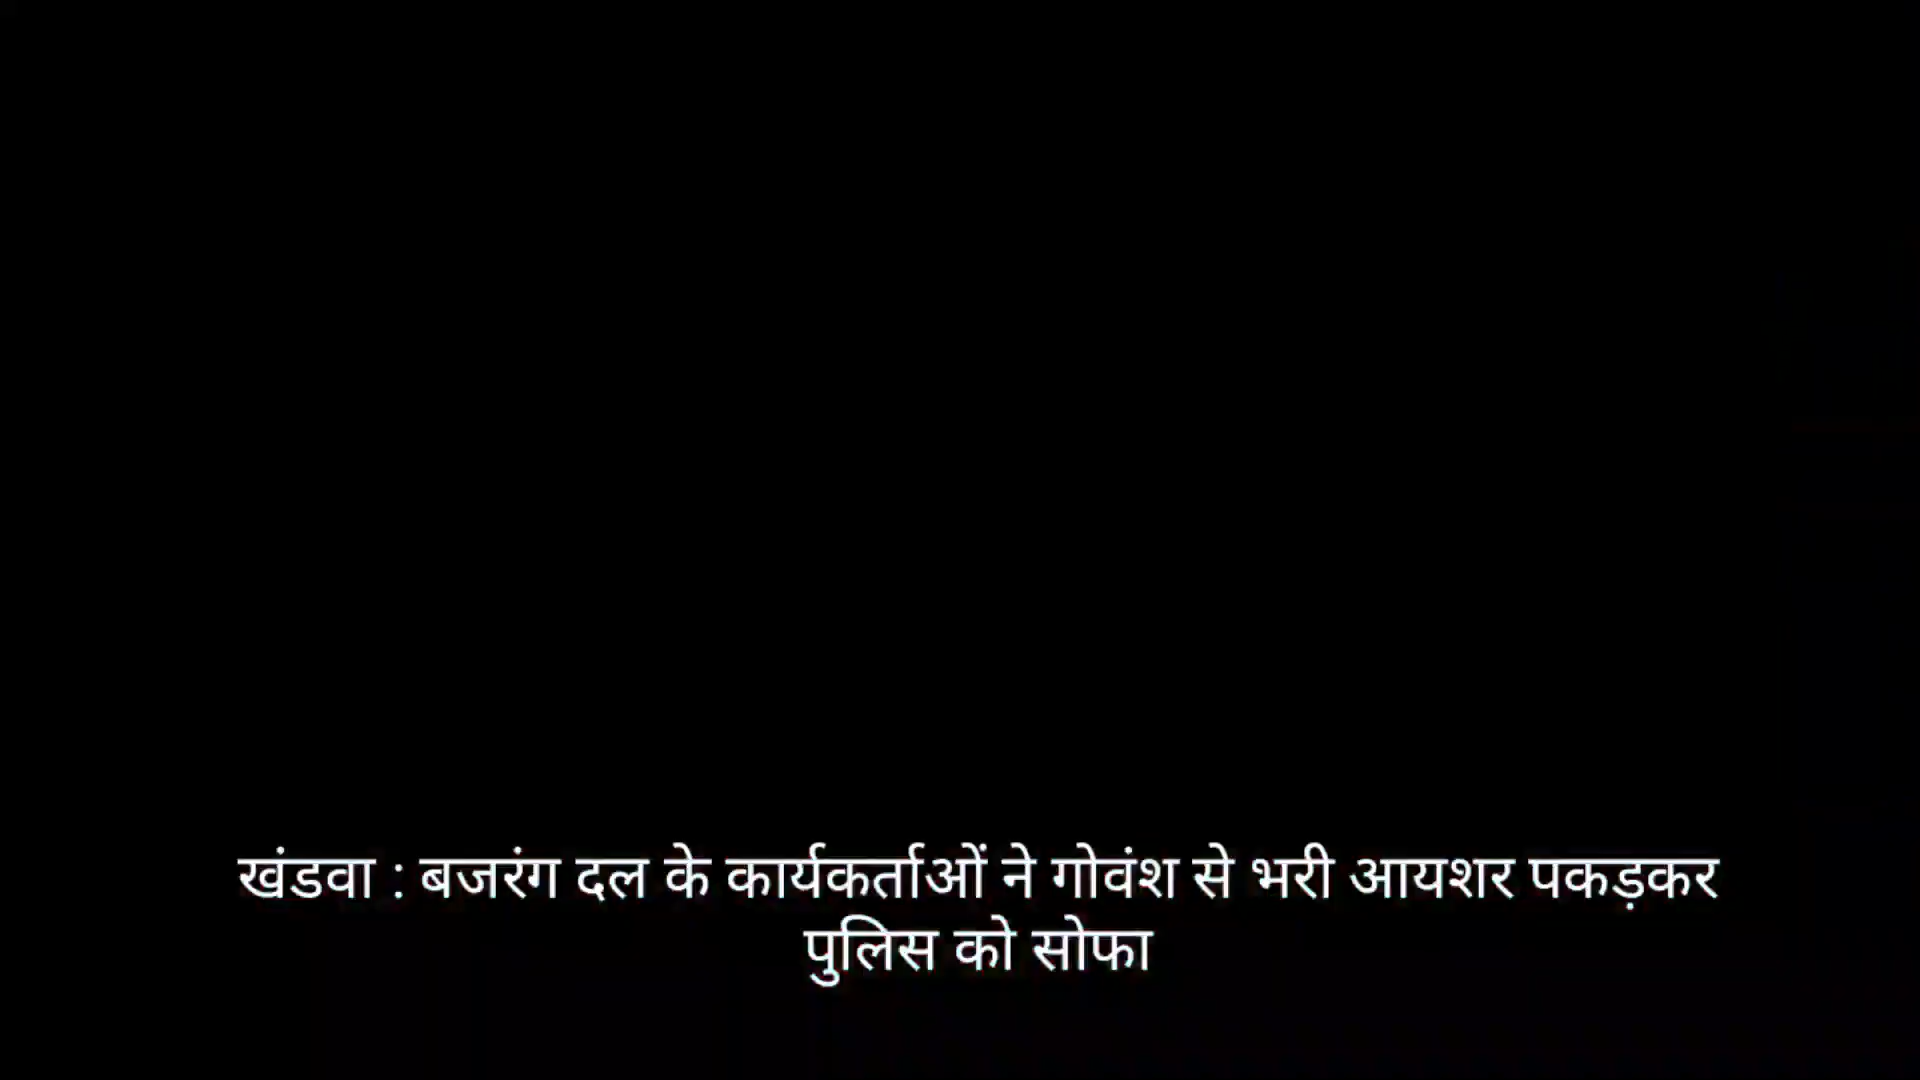 खंडवा : बजरंग दल के कार्यकर्ताओं ने गोवंश से भरी आयशर पकड़कर
पुलिस को सोफा